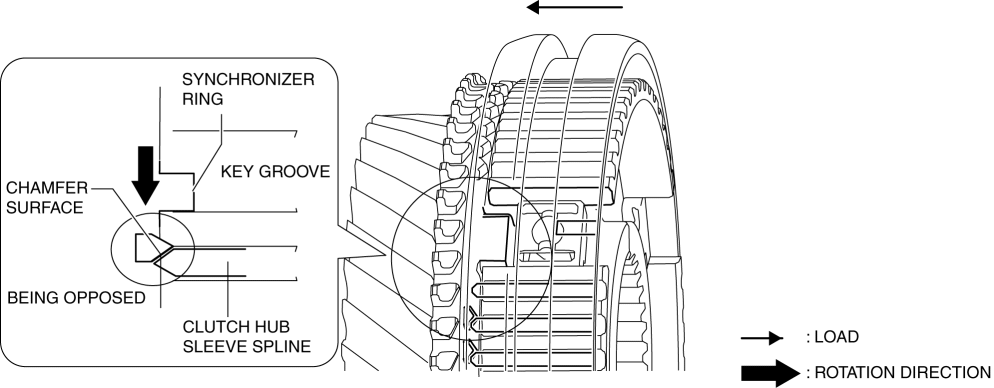 SYNCHRONIZER
RING
KEY GROOVE
CHAMFER
SURFACE
BEING OPPOSED
CLUTCH HUB
SLEEVE SPLINE
: LOAD
: ROTATION DIRECTION